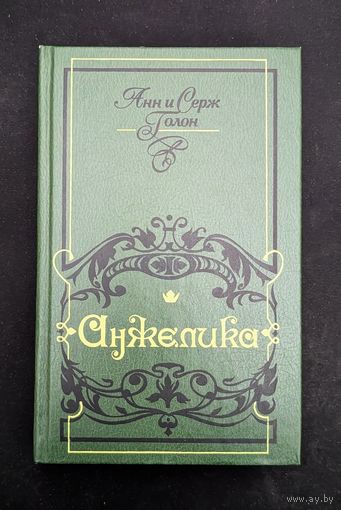 Анн и Серж
Голон
Анжелика
www.ay.by